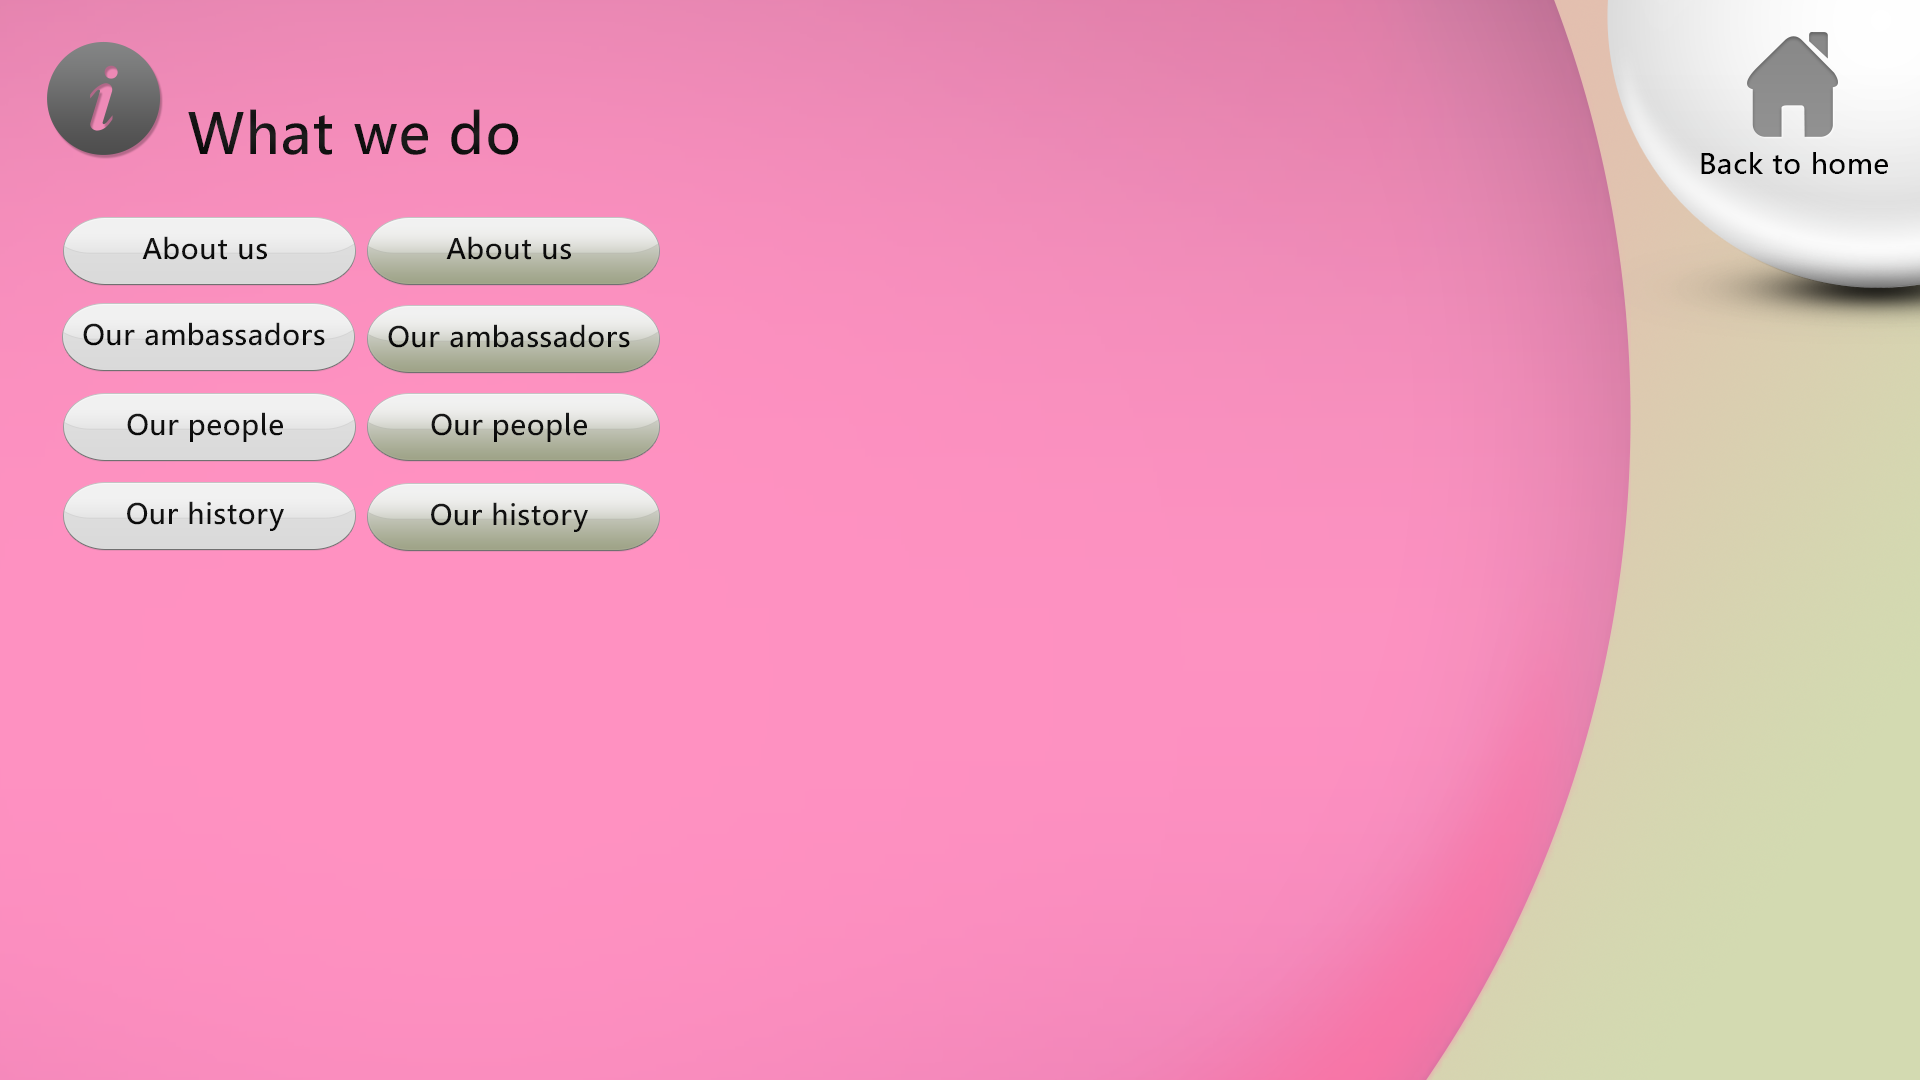 i
What we do
Back to home
About us
About us
Our ambassadors
Our ambassadors
Our people
Our people
Our history
Our history